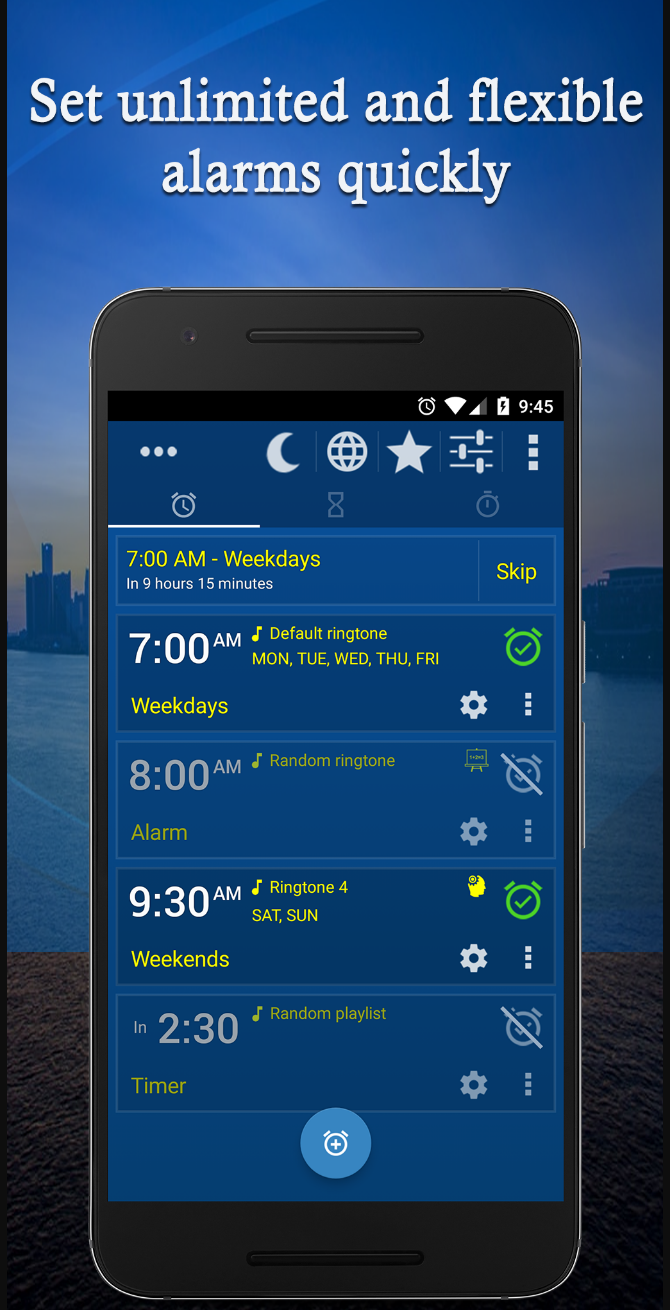 Set unlimited and flexible
alarms quickly
9:45
7:00 AM - Weekdays
In 9 hours 15 minutes
Skip
7:00 AM
Default ringtone
MON, TUE, WED, THU, FRI
Weekdays
8:00 AM
Random ringtone
Alarm
9:30 AM
Ringtone 4
SAT, SUN
Weekends
In 2:30
Random playlist
Timer